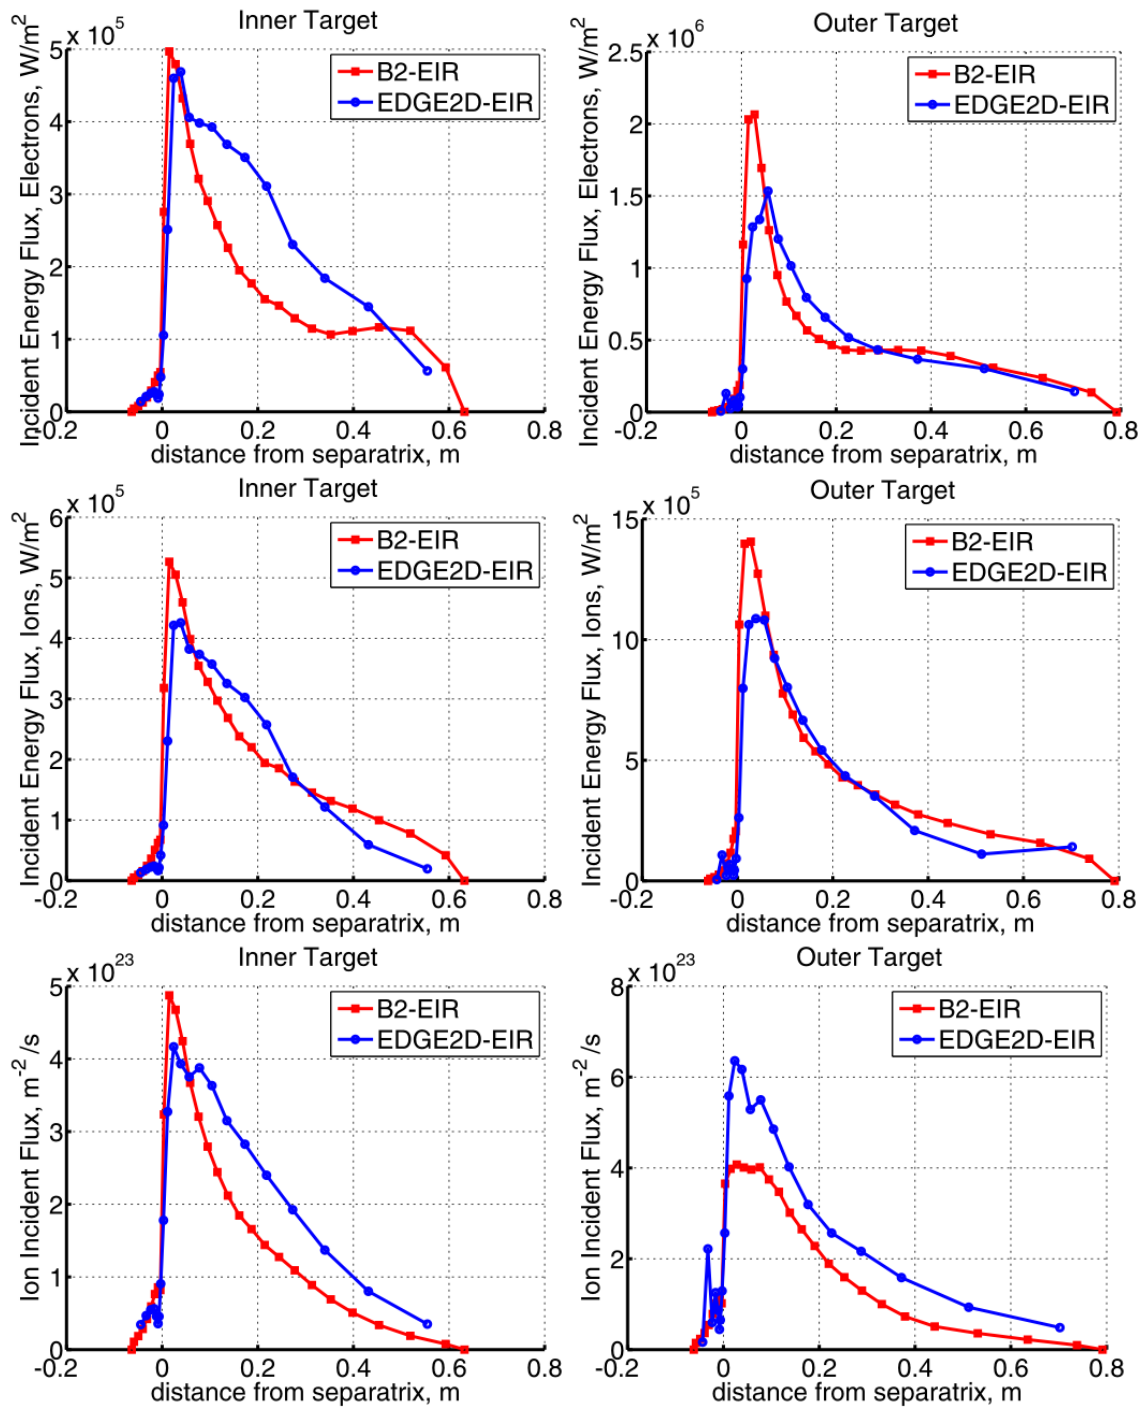 Inner Target
x 10^5
Incident Energy Flux, Electrons, W/m^2
B2-EIR
EDGE2D-EIR
5
4
3
2
1
0
-0.2 0 0.2 0.4 0.6 0.8
distance from separatrix, m
Outer Target
x 10^6
Incident Energy Flux, Electrons, W/m^2
B2-EIR
EDGE2D-EIR
2.5
2
1.5
1
0.5
0
-0.2 0 0.2 0.4 0.6 0.8
distance from separatrix, m
Inner Target
x 10^5
Incident Energy Flux, Ions, W/m^2
B2-EIR
EDGE2D-EIR
6
5
4
3
2
1
0
-0.2 0 0.2 0.4 0.6 0.8
distance from separatrix, m
Outer Target
x 10^5
Incident Energy Flux, Ions, W/m^2
B2-EIR
EDGE2D-EIR
15
10
5
0
-0.2 0 0.2 0.4 0.6 0.8
distance from separatrix, m
Inner Target
x 10^23
Ion Incident Flux, m^-2 /s
B2-EIR
EDGE2D-EIR
5
4
3
2
1
0
-0.2 0 0.2 0.4 0.6 0.8
distance from separatrix, m
Outer Target
x 10^23
Ion Incident Flux, m^-2 /s
B2-EIR
EDGE2D-EIR
8
6
4
2
0
-0.2 0 0.2 0.4 0.6 0.8
distance from separatrix, m